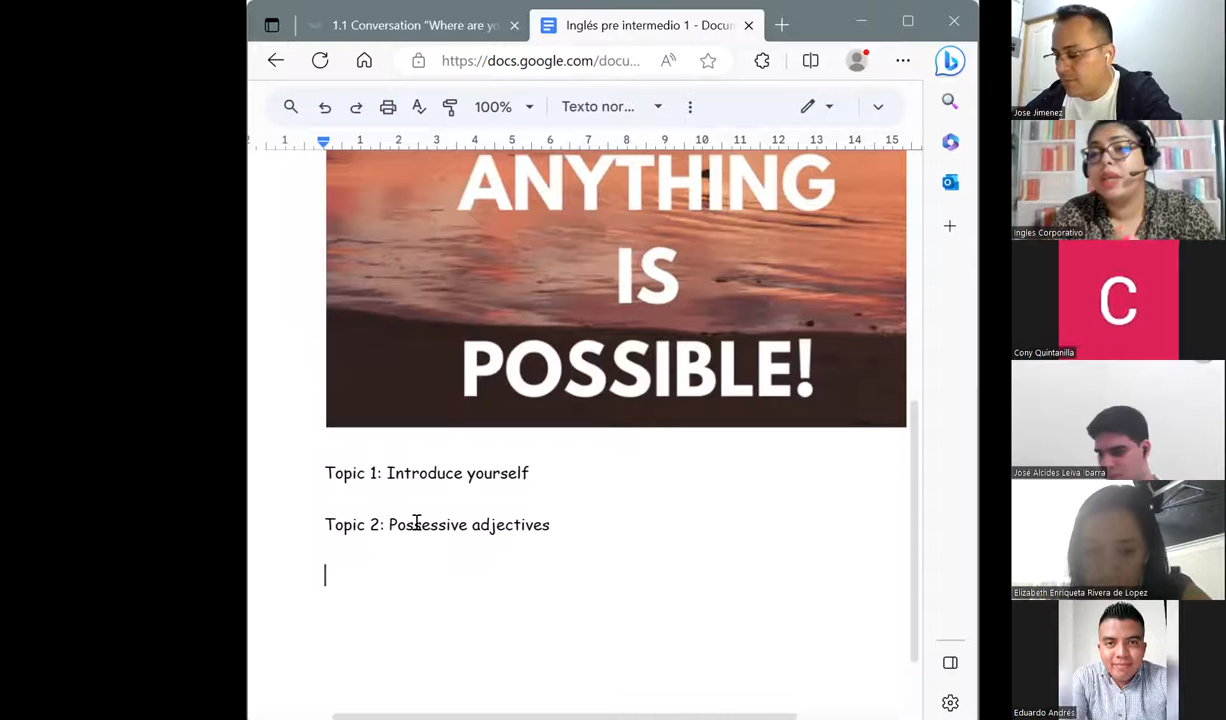 1.1 Conversation "Where are yo
Inglés pre intermedio 1 - Docur
https://docs.google.com/docu...
100%
Texto nor...
1 1 2 3 4 5 6 7 8 9 10 11 12 13 14 15
ANYTHING
IS
POSSIBLE!
Topic 1: Introduce yourself
Topic 2: Possessive adjectives
Jose Jimenez
Ingles Corporativo
C
Cony Quintanilla
José Alcides Leiva Ibarra
Elizabeth Enriqueta Rivera de Lopez
Eduardo Andrés